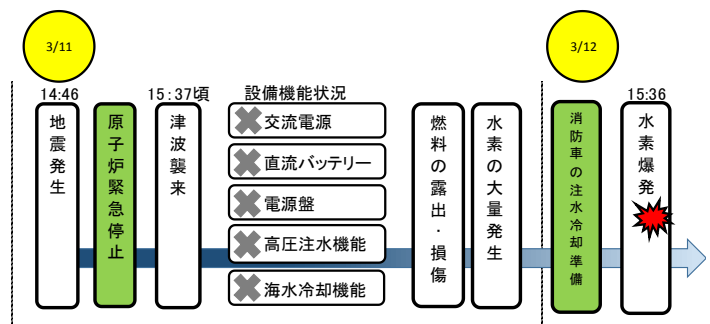 3/11
3/12
14:46
15:37頃
設備機能状況
15:36
地震発生
原子炉緊急停止
津波襲来
交流電源
直流バッテリー
電源盤
高圧注水機能
海水冷却機能
燃料の露出・損傷
水素の大量発生
消防車の注水冷却準備
水素爆発